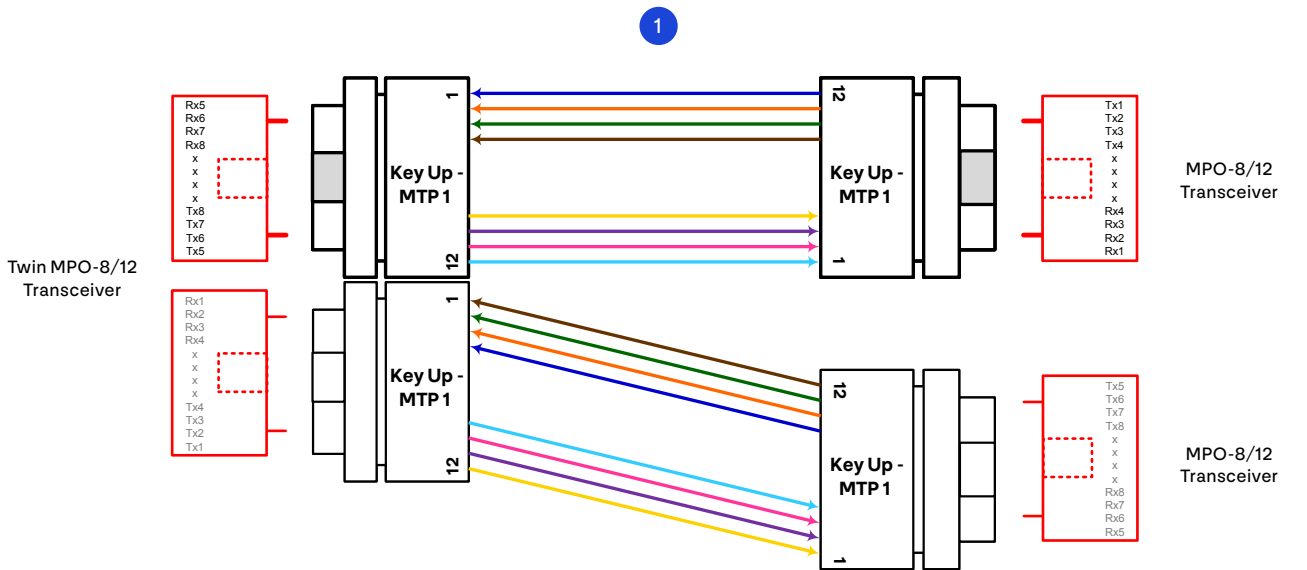 1
Rx5
Rx6
Rx7
Rx8
x
x
x
x
Tx8
Tx7
Tx6
Tx5
1
Key Up -
MTP 1
12
12
Key Up -
MTP 1
1
Tx1
Tx2
Tx3
Tx4
x
x
x
x
Rx4
Rx3
Rx2
Rx1
MPO-8/12
Transceiver
Twin MPO-8/12
Transceiver
Rx1
Rx2
Rx3
Rx4
x
x
x
x
Tx4
Tx3
Tx2
Tx1
1
Key Up -
MTP 1
12
12
Key Up -
MTP 1
1
Tx5
Tx6
Tx7
Tx8
x
x
x
x
Rx8
Rx7
Rx6
Rx5
MPO-8/12
Transceiver